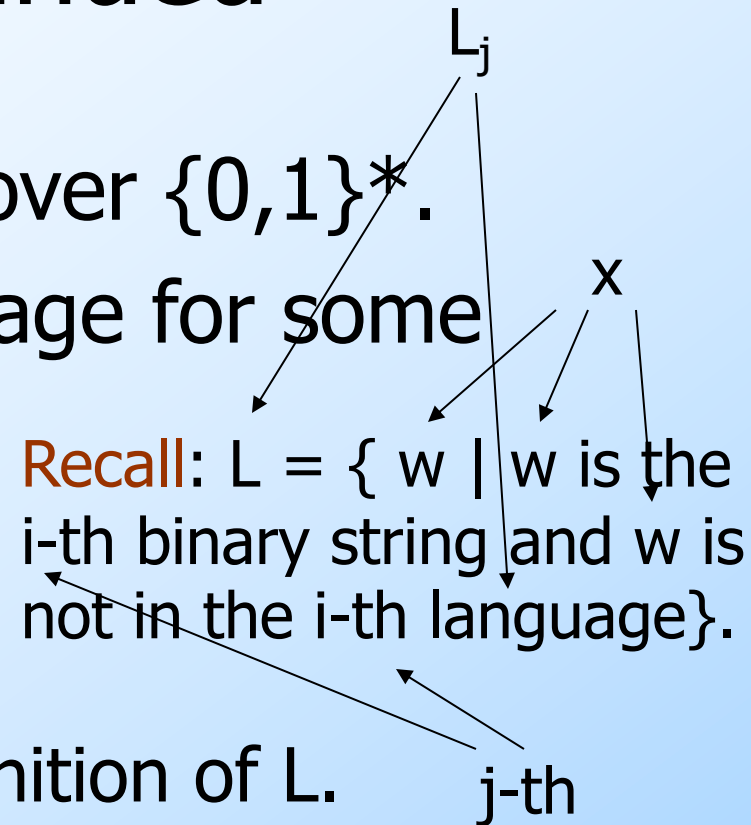 L_j
over {0,1}*.
x
age for some
Recall: L = { w | w is the
i-th binary string and w is
not in the i-th language}.
nition of L.
j-th